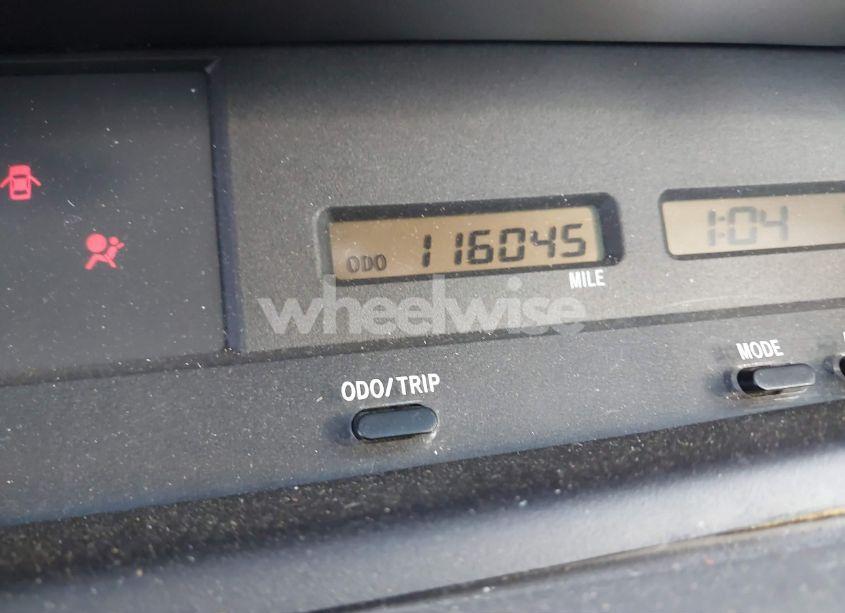 ODO 116045
1:04
MILE
wheelwise
MODE
ODO/TRIP